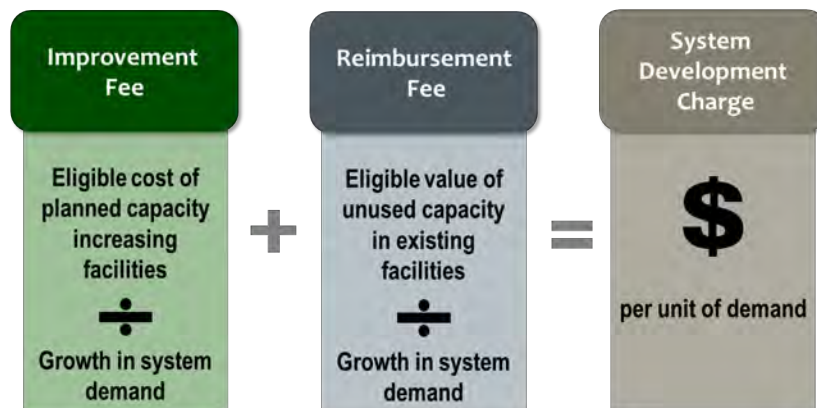 Improvement
Fee
Eligible cost of
planned capacity
increasing
facilities
÷
Growth in system
demand
+
Reimbursement
Fee
Eligible value of
unused capacity
in existing
facilities
÷
Growth in system
demand
=
System
Development
Charge
$
per unit of demand